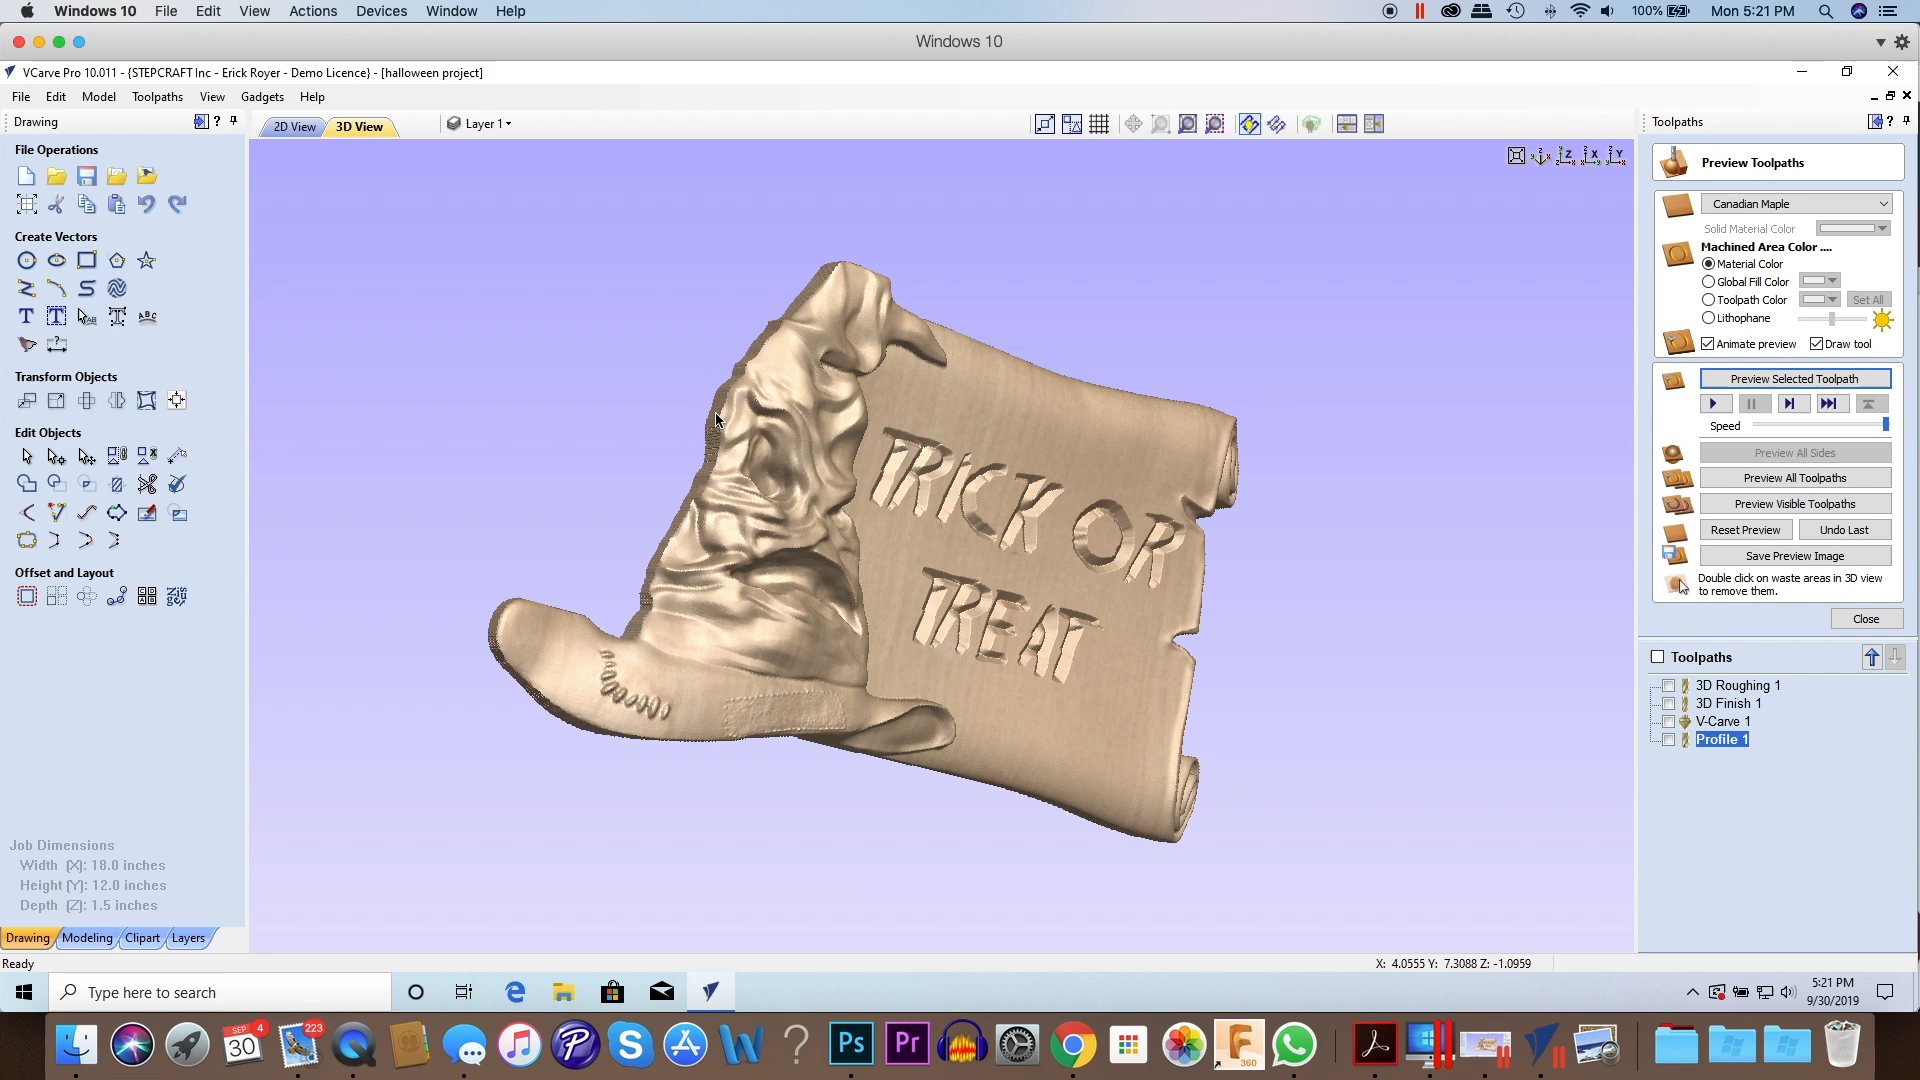 Windows 10 File Edit View Actions Devices Window Help 100% Mon 5:21 PM
Windows 10
VCarve Pro 10.011 - {STEPCRAFT Inc - Erick Royer - Demo Licence} - [halloween project]
File Edit Model Toolpaths View Gadgets Help
Drawing
2D View 3D View Layer 1
Toolpaths
File Operations
Create Vectors
Transform Objects
Edit Objects
Offset and Layout
Job Dimensions
Width (X): 18.0 inches
Height (Y): 12.0 inches
Depth (Z): 1.5 inches
Drawing Modeling Clipart Layers
Ready
TRICK OR
TREAT
Preview Toolpaths
Canadian Maple
Solid Material Color
Machined Area Color ....
Material Color
Global Fill Color
Toolpath Color Set All
Lithophane
Animate preview Draw tool
Preview Selected Toolpath
Speed
Preview All Sides
Preview All Toolpaths
Preview Visible Toolpaths
Reset Preview Undo Last
Save Preview Image
Double click on waste areas in 3D view
to remove them.
Close
Toolpaths
3D Roughing 1
3D Finish 1
V-Carve 1
Profile 1
X: 4.0555 Y: 7.3088 Z: -1.0959
Type here to search
5:21 PM
9/30/2019
SEP 4
30
223
Ps
Pr
360